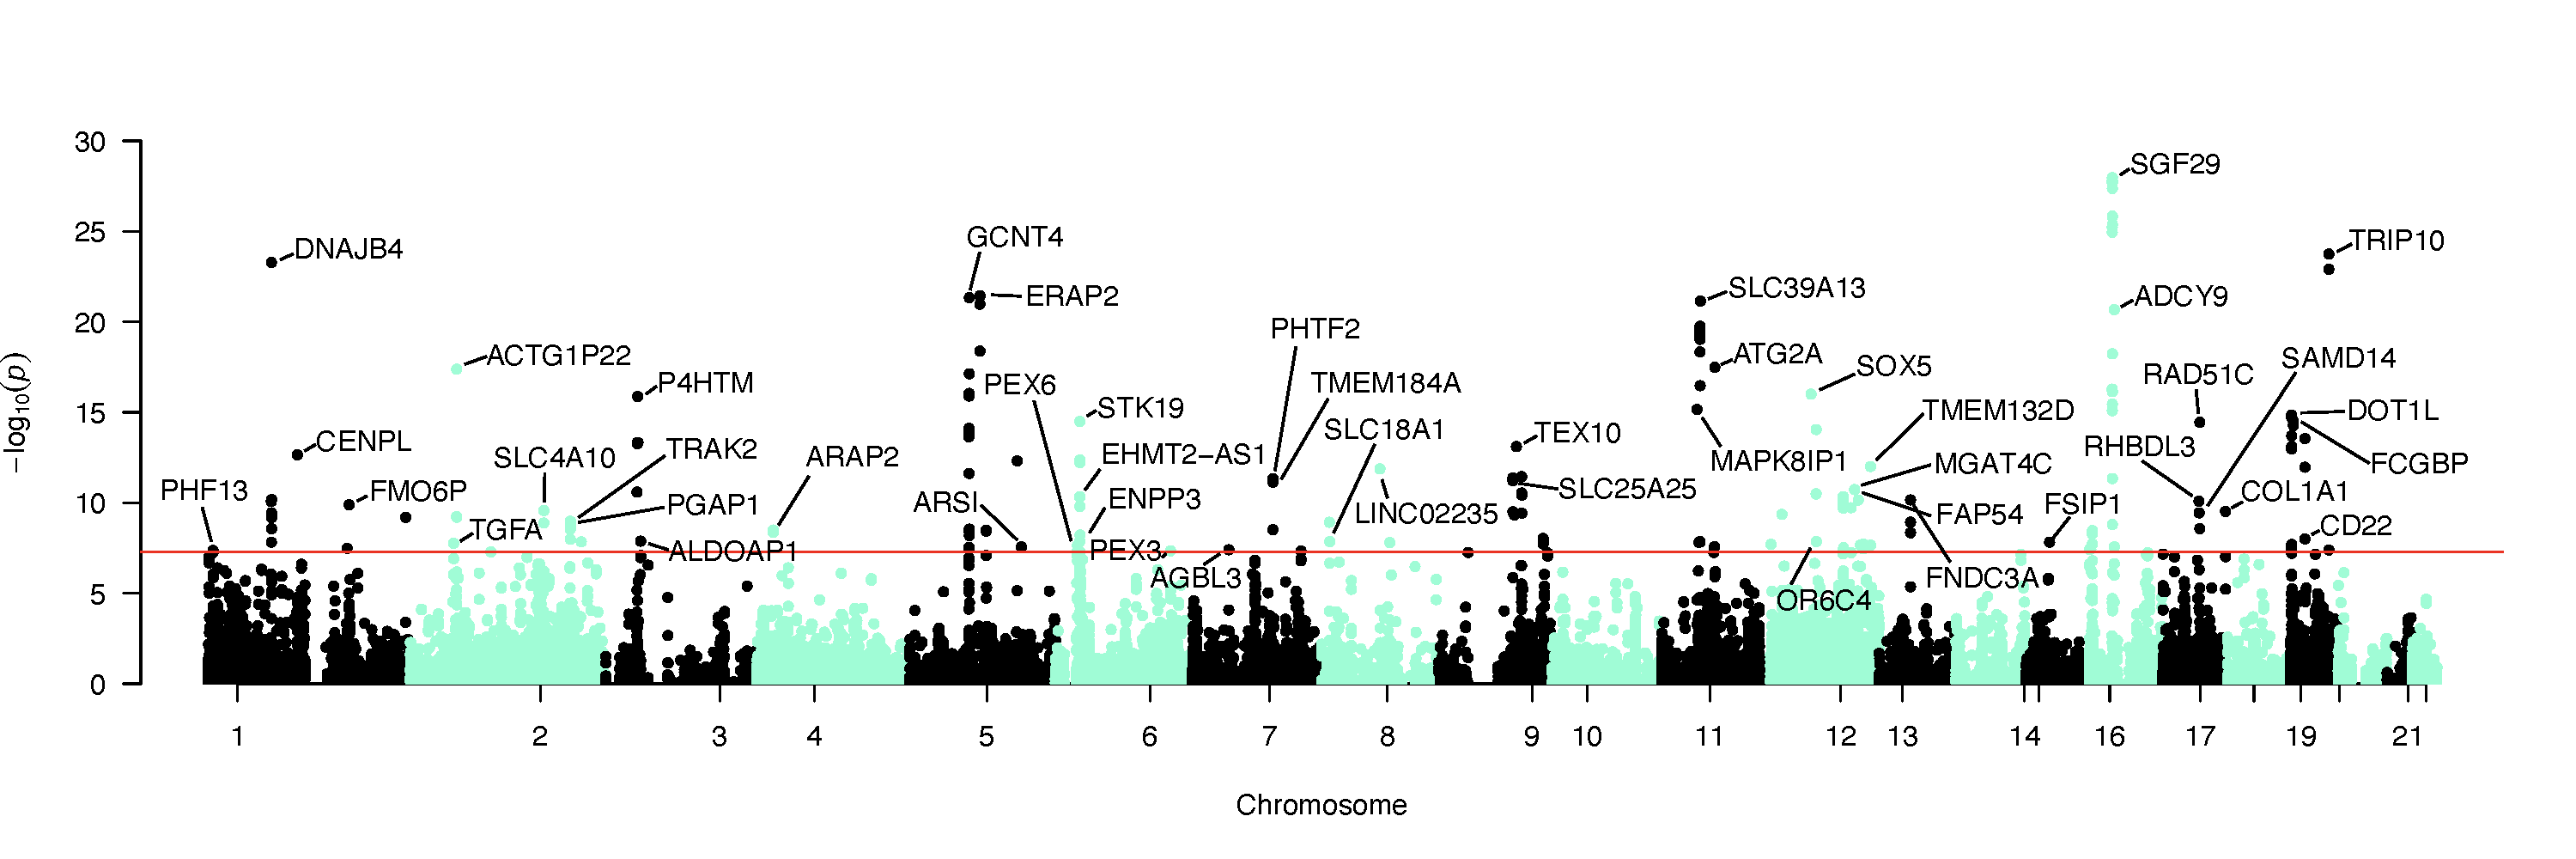 30
SGF29
25
DNAJB4
GCNT4
TRIP10
ERAP2
SLC39A13
ADCY9
20
PHTF2
ACTG1P22
ATG2A
SAMD14
P4HTM
PEX6
TMEM184A
SOX5
RAD51C
15
STK19
SLC18A1
TMEM132D
DOT1L
CENPL
SLC4A10
TRAK2
ARAP2
EHMT2−AS1
TEX10
MAPK8IP1
MGAT4C
RHBDL3
FCGBP
10
PHF13
FMO6P
PGAP1
ARSI
ENPP3
LINC02235
SLC25A25
FAP54
FSIP1
COL1A1
TGFA
ALDOAP1
PEX3
AGBL3
FNDC3A
CD22
OR6C4
5
0
−log10(p)
1 2 3 4 5 6 7 8 9 10 11 12 13 14 16 17 19 21
Chromosome